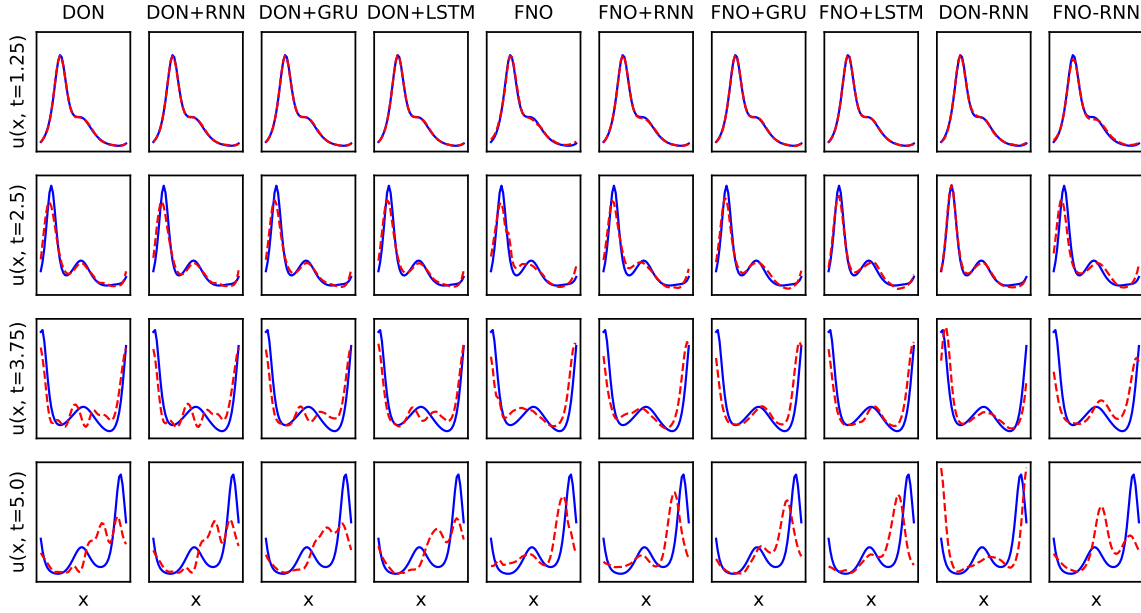 DON DON+RNN DON+GRU DON+LSTM FNO FNO+RNN FNO+GRU FNO+LSTM DON-RNN FNO-RNN
u(x, t=1.25)
u(x, t=2.5)
u(x, t=3.75)
u(x, t=5.0)
x x x x x x x x x x